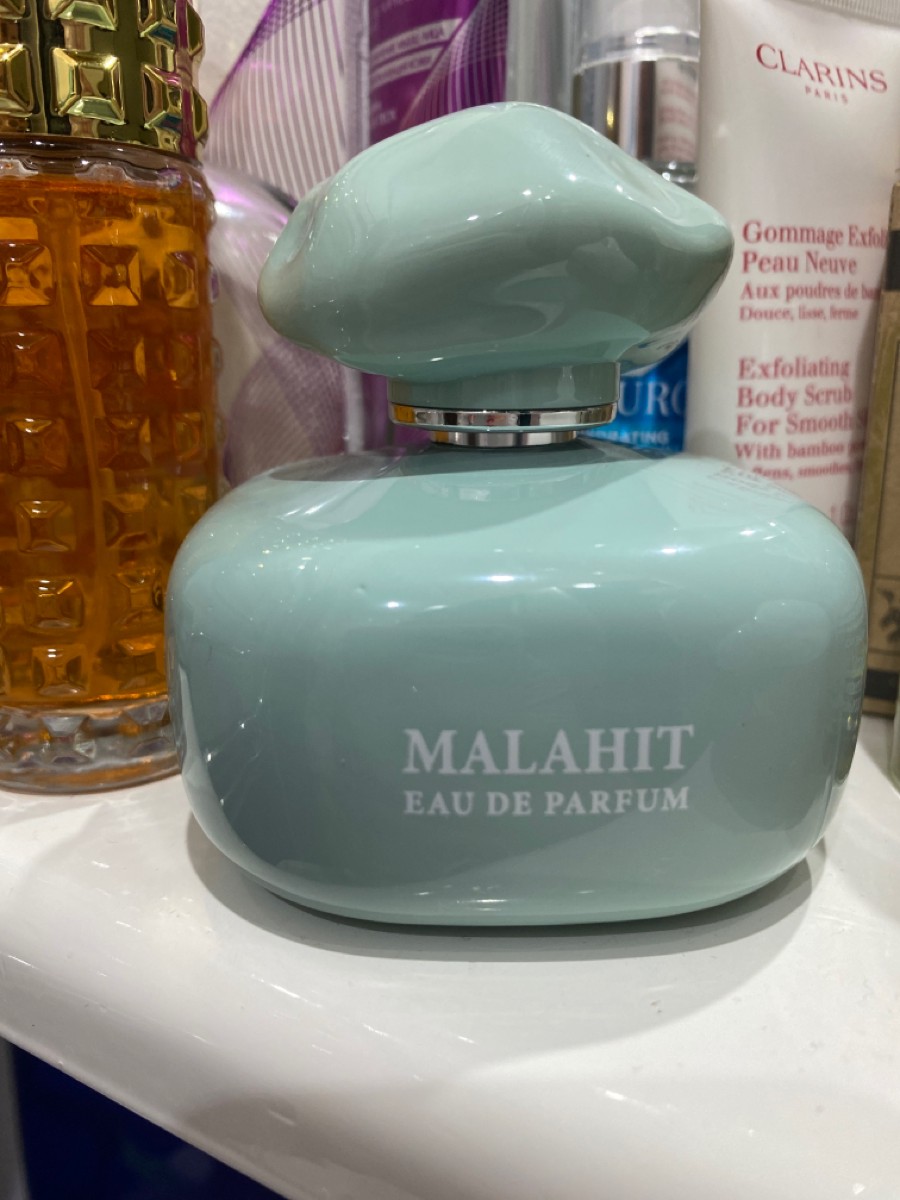 MALAHIT
EAU DE PARFUM
CLARINS
PARIS
Gommage
Peau Neuve
Aux poudres de
Douce, lisse, ferme
Exfoliating
Body Scrub
For Smooth
With bamboo